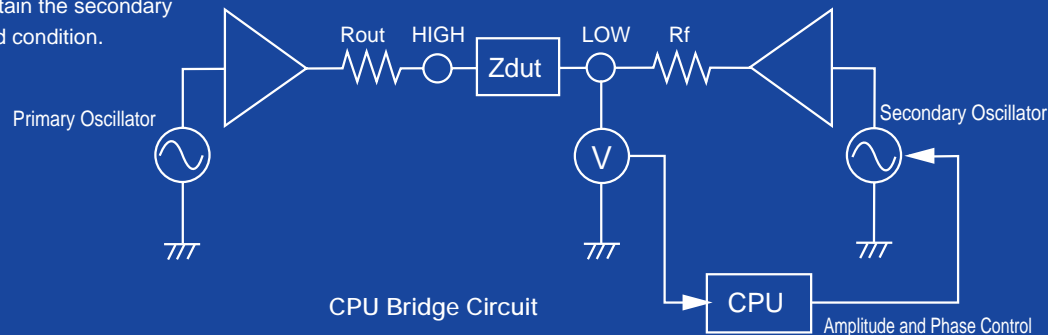 tain the secondary
d condition.
Rout HIGH LOW Rf
Zdut
Primary Oscillator
Secondary Oscillator
V
CPU
CPU Bridge Circuit
Amplitude and Phase Control